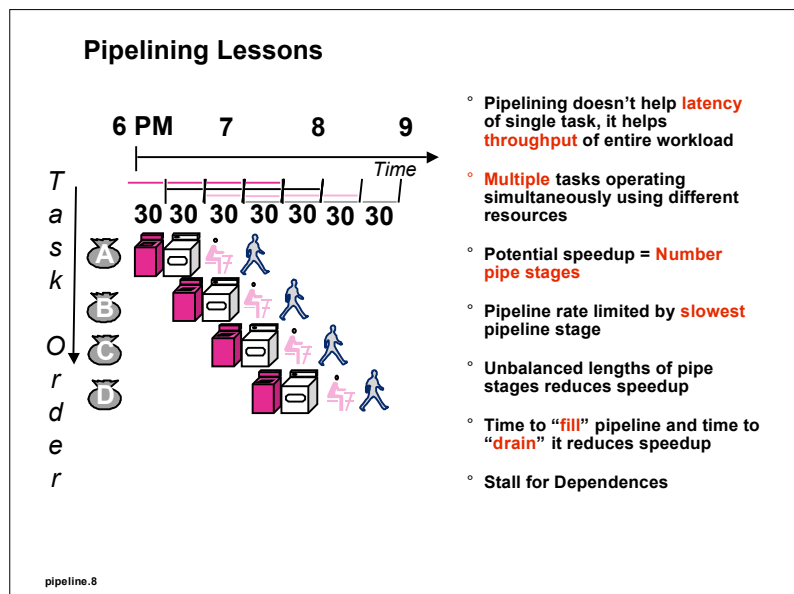 Pipelining Lessons
6 PM 7 8 9
Time
T
a
s
k
O
r
d
e
r
30 30 30 30 30 30 30
A
B
C
D
° Pipelining doesn’t help latency
of single task, it helps
throughput of entire workload
° Multiple tasks operating
simultaneously using different
resources
° Potential speedup = Number
pipe stages
° Pipeline rate limited by slowest
pipeline stage
° Unbalanced lengths of pipe
stages reduces speedup
° Time to “fill” pipeline and time to
“drain” it reduces speedup
° Stall for Dependences
pipeline.8